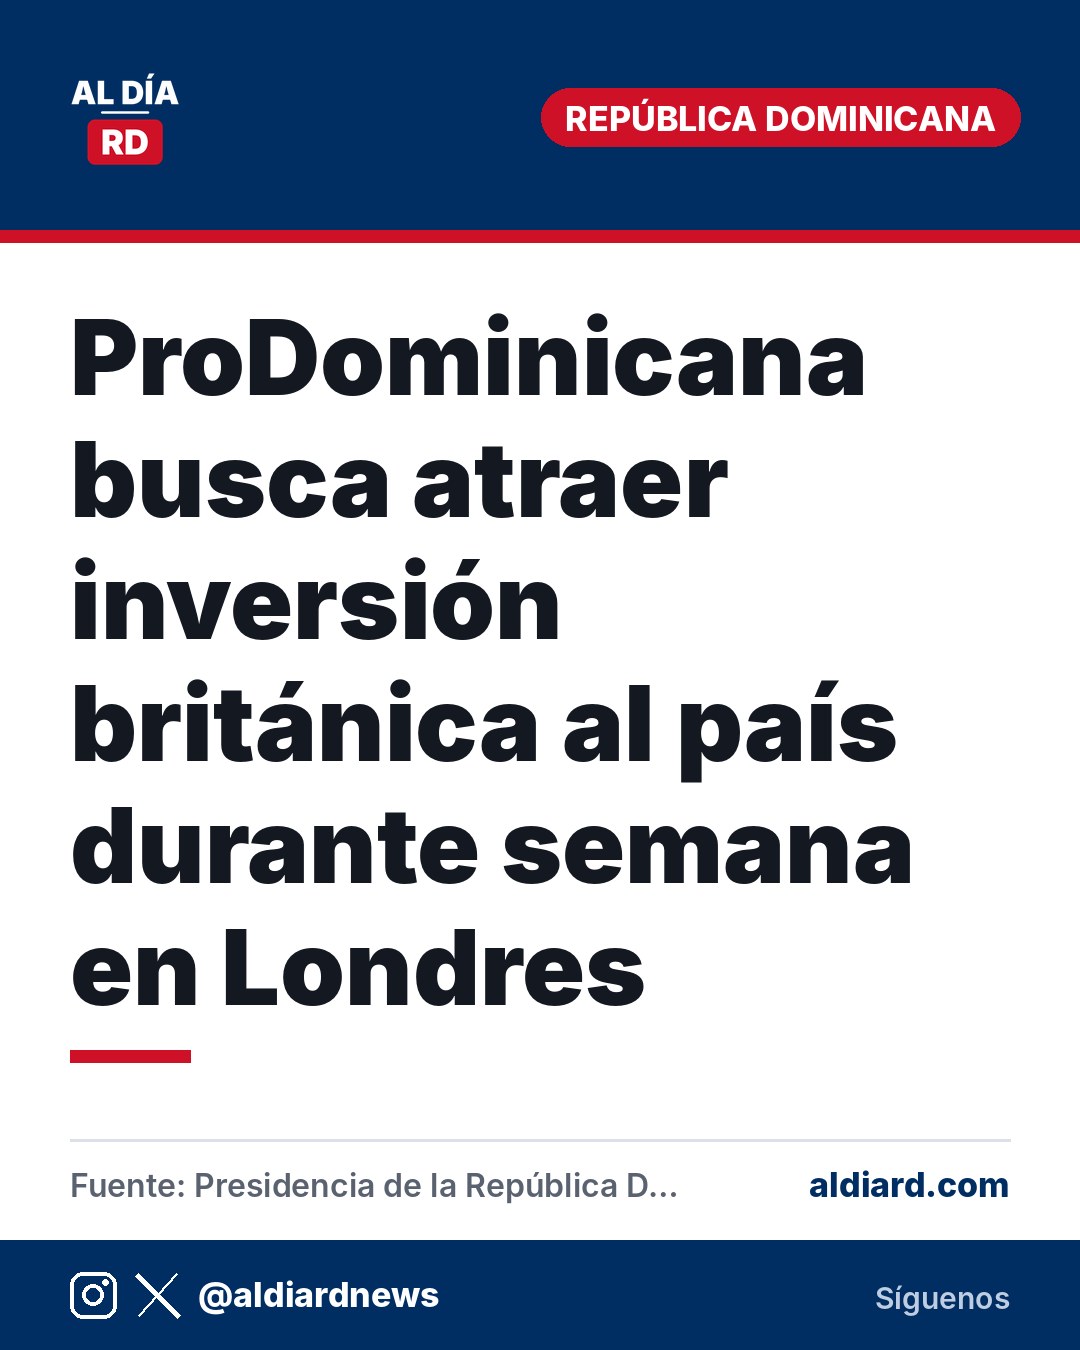 AL DÍA
RD
REPÚBLICA DOMINICANA
ProDominicana
busca atraer
inversión
británica al país
durante semana
en Londres
Fuente: Presidencia de la República D...
aldiard.com
@aldiardnews
Síguenos